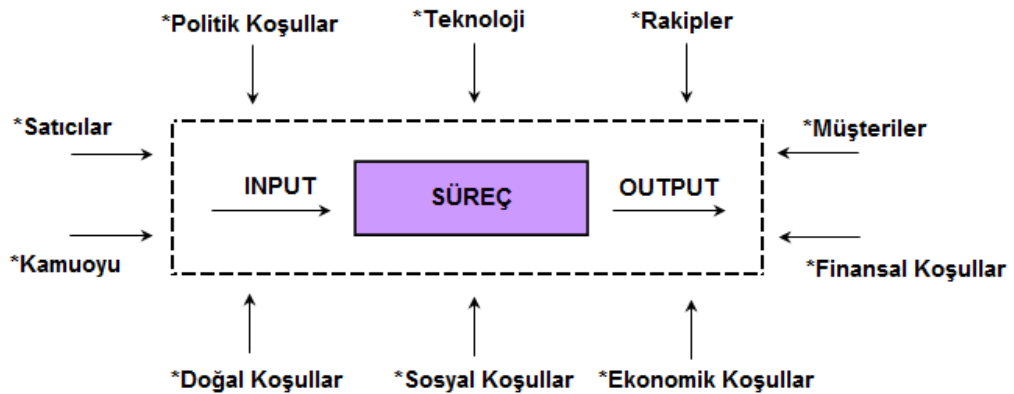 *Politik Koşullar
*Teknoloji
*Rakipler
*Satıcılar
*Müşteriler
INPUT
SÜREÇ
OUTPUT
*Kamuoyu
*Finansal Koşullar
*Doğal Koşullar
*Sosyal Koşullar
*Ekonomik Koşullar